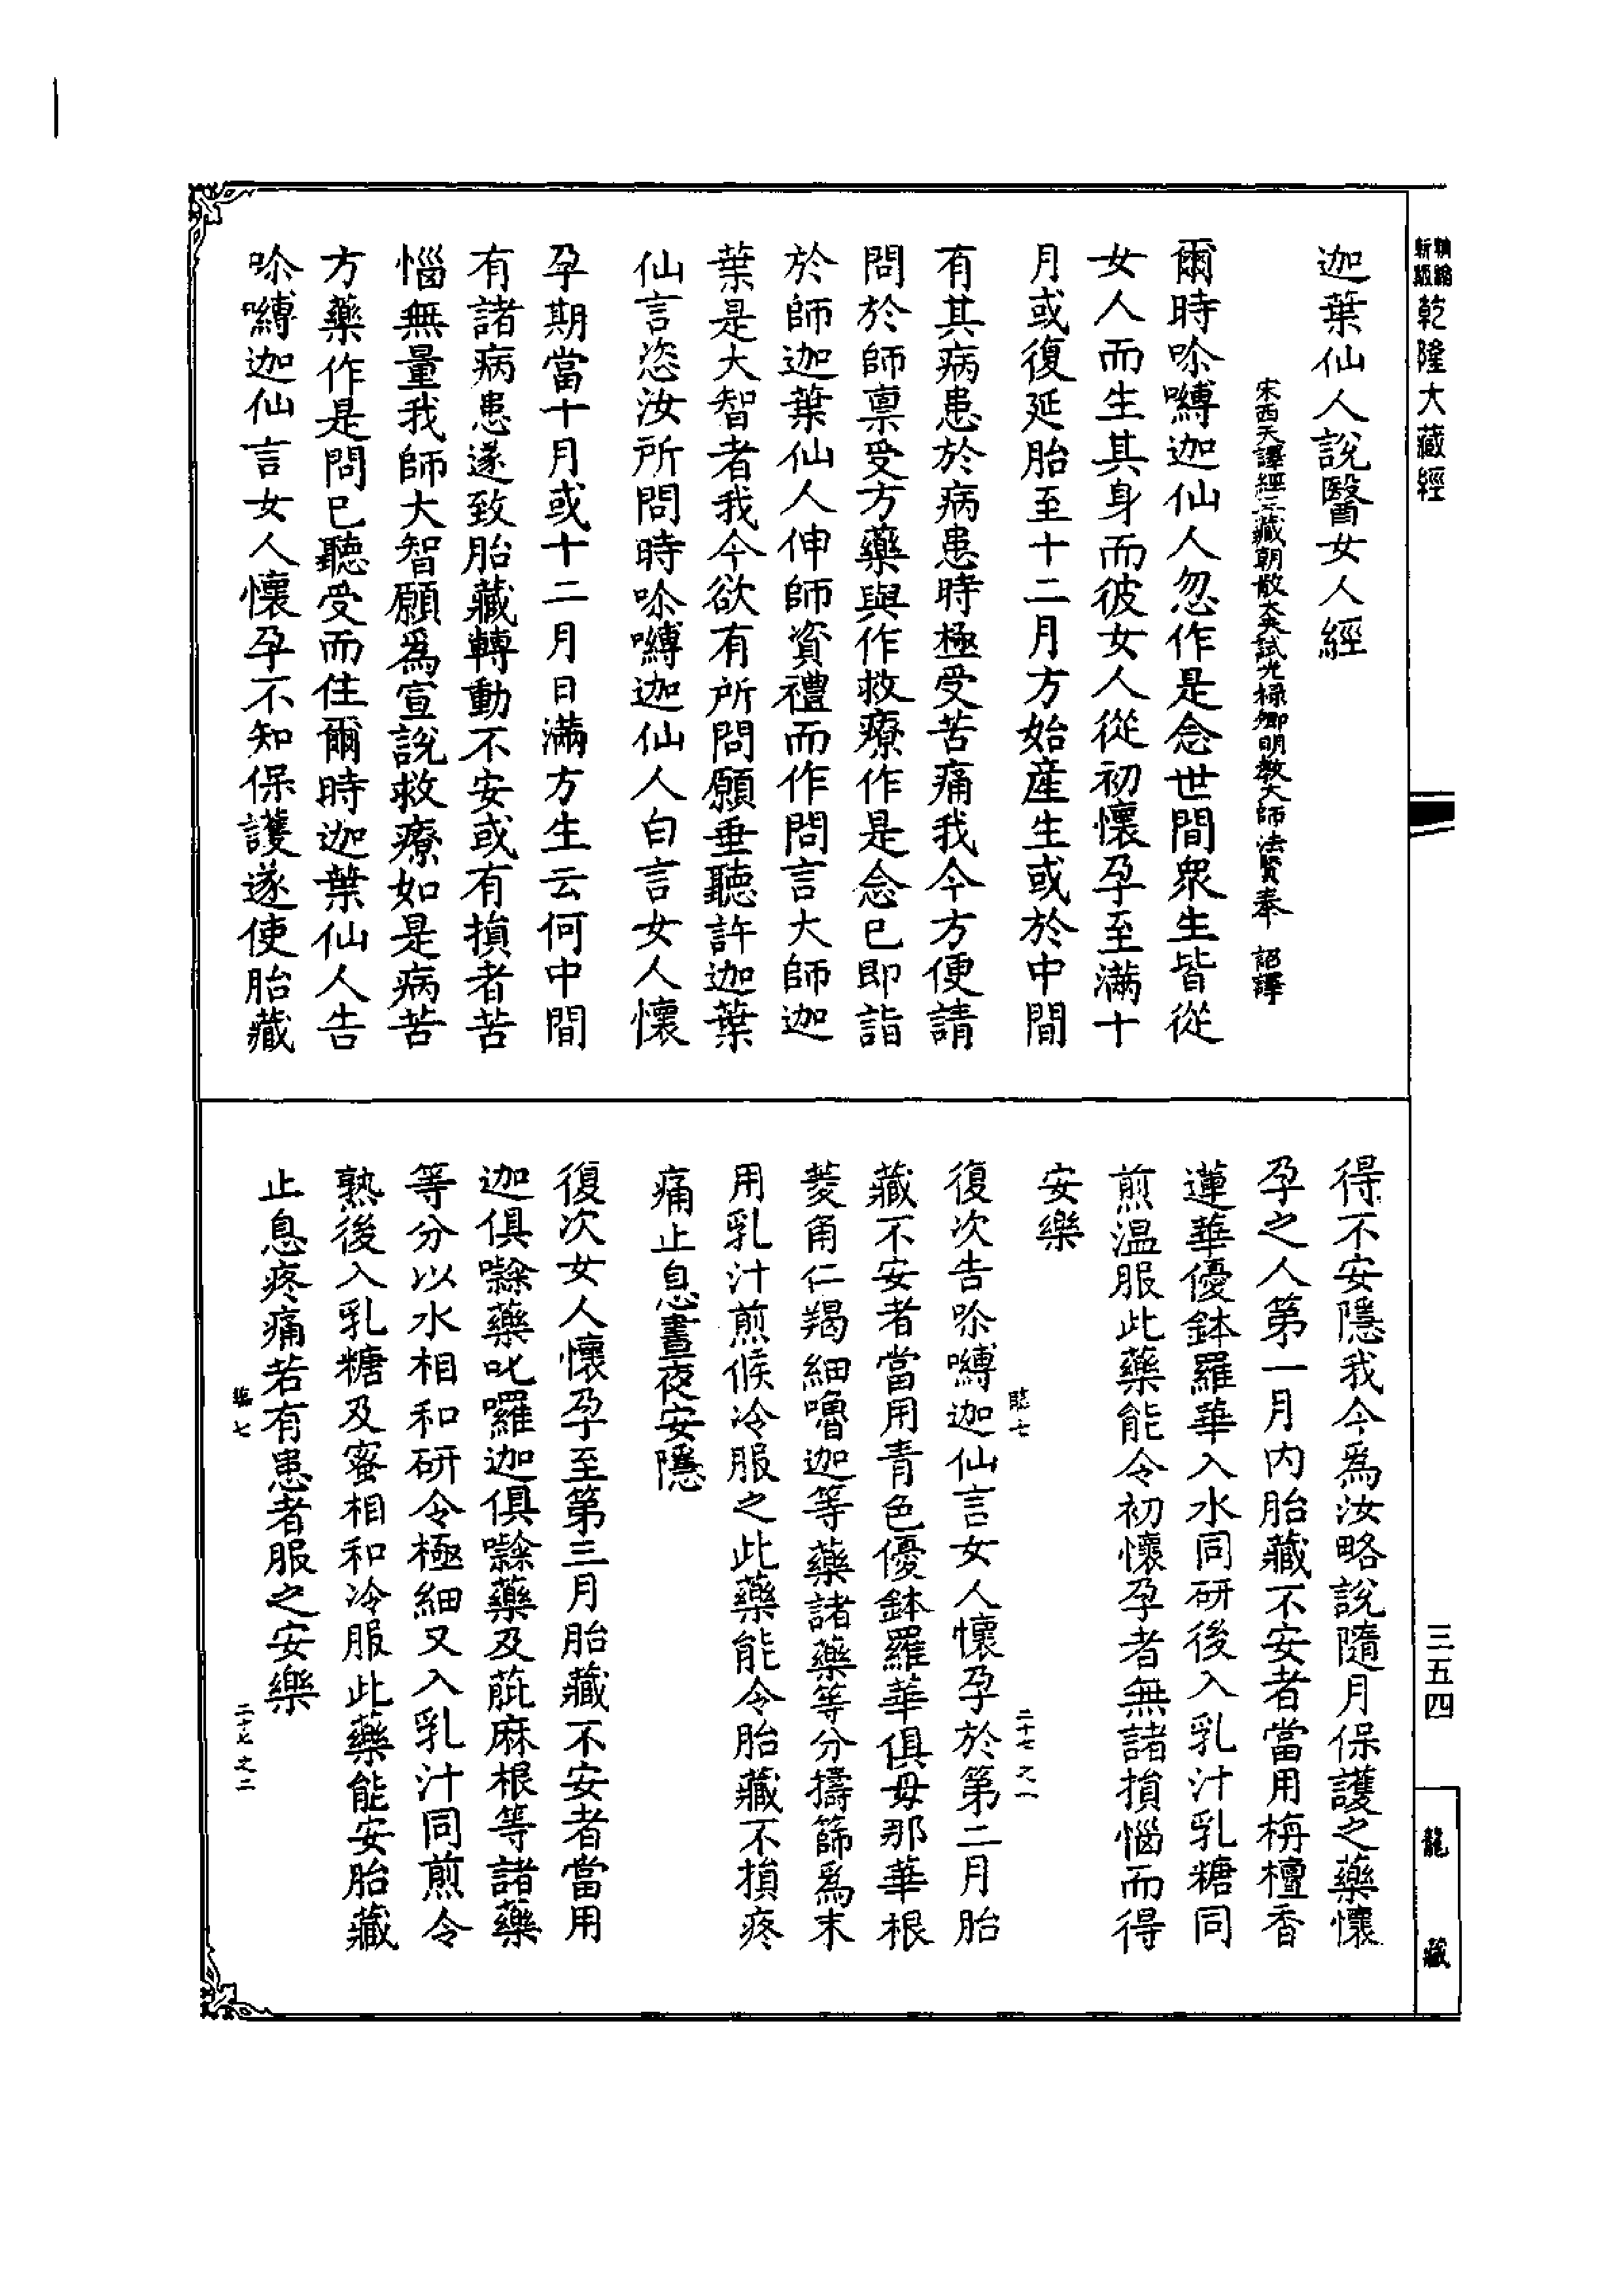 精縮
新版
乾隆大藏經
三五四
龍藏
迦葉仙人說醫女人經
宋西天譯經三藏朝散大夫試光祿卿明教大師法賢奉 詔譯
爾時哳嚩迦仙人忽作是念世間眾生皆從
女人而生其身而彼女人從初懷孕至滿十
月或復延胎至十二月方始產生或於中間
有其病患於病患時極受苦痛我今方便請
問於師禀受方藥與作救療作是念已即詣
於師迦葉仙人伸師資禮而作問言大師迦
葉是大智者我今欲有所問願垂聽許迦葉
仙言恣汝所問時嚩迦仙人白言女人懷
孕期當十月或十二月日滿方生云何中間
有諸病患遂致胎藏轉動不安或有損者苦
惱無量我師大智願為宣說救療如是病苦
方藥作是問已聽受而住爾時迦葉仙人告
嚩迦仙言女人懷孕不知保護遂使胎藏
得不安隱我今為汝略說隨月保護之藥懷
孕之人第一月內胎藏不安者當用栴檀香
蓮華優鉢羅華入水同研後入乳汁乳糖同
煎溫服此藥能令初懷孕者無諸損惱而得
安樂
復次告嚩迦仙言女人懷孕於第二月胎
藏不安者當用青色優鉢羅華俱毋那華根
菱角仁羯細嚕迦等藥諸藥等分擣篩為末
用乳汁煎候冷服之此藥能令胎藏不損疼
痛止息晝夜安隱
復次女人懷孕至第三月胎藏不安者當用
迦俱嚟藥叱囉迦俱嚟藥及萞麻根等諸藥
等分以水相和研令極細又入乳汁同煎令
熟後入乳糖及蜜相和冷服此藥能安胎藏
止息疼痛若有患者服之安樂
七
二十七之一
七
二十七之二